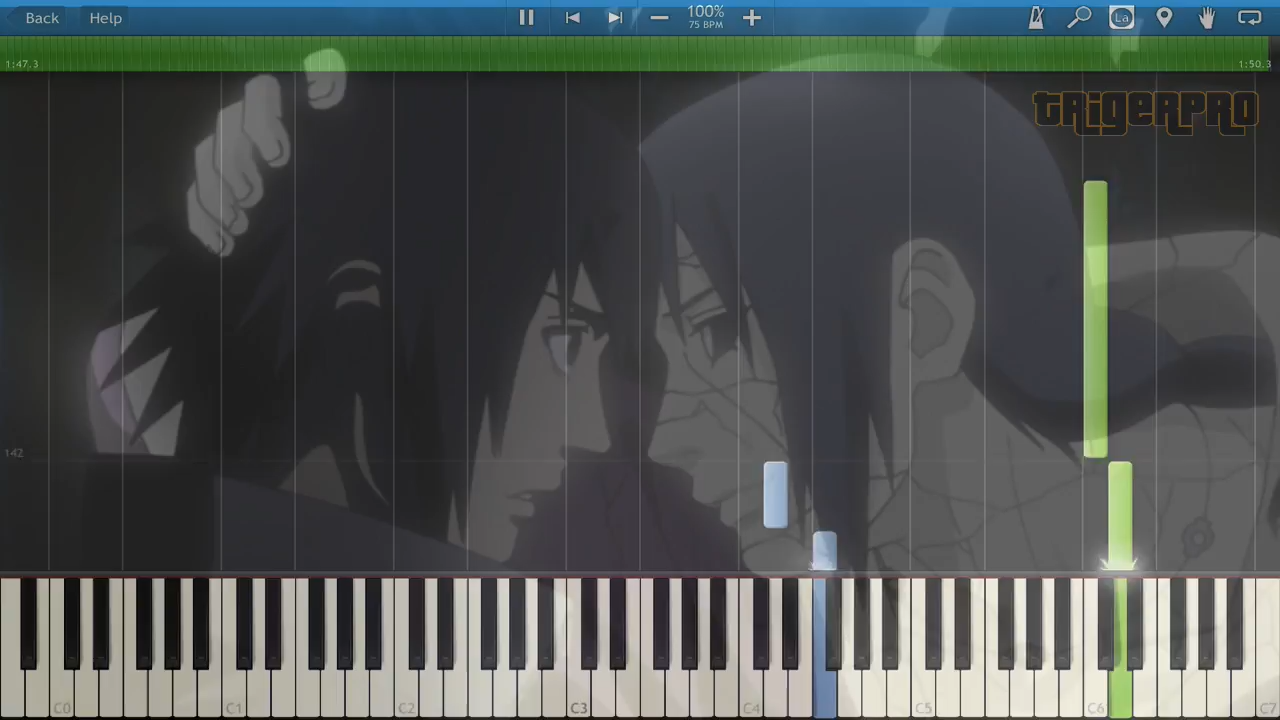 Back Help 100% La
75 BPM
1:47.3 1:50.3
tRigeRPRO
142
C0 C1 C2 C3 C4 C5 C6 C7